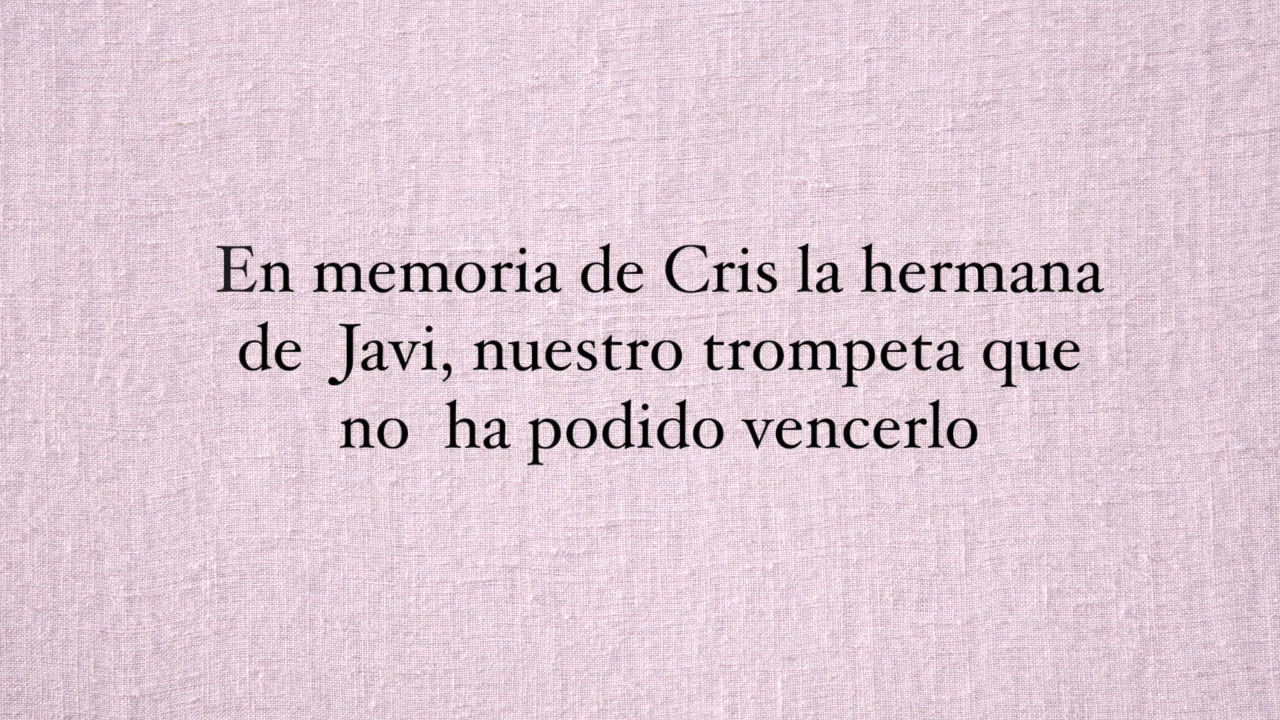 En memoria de Cris la hermana
de  Javi, nuestro trompeta que
no  ha podido vencerlo